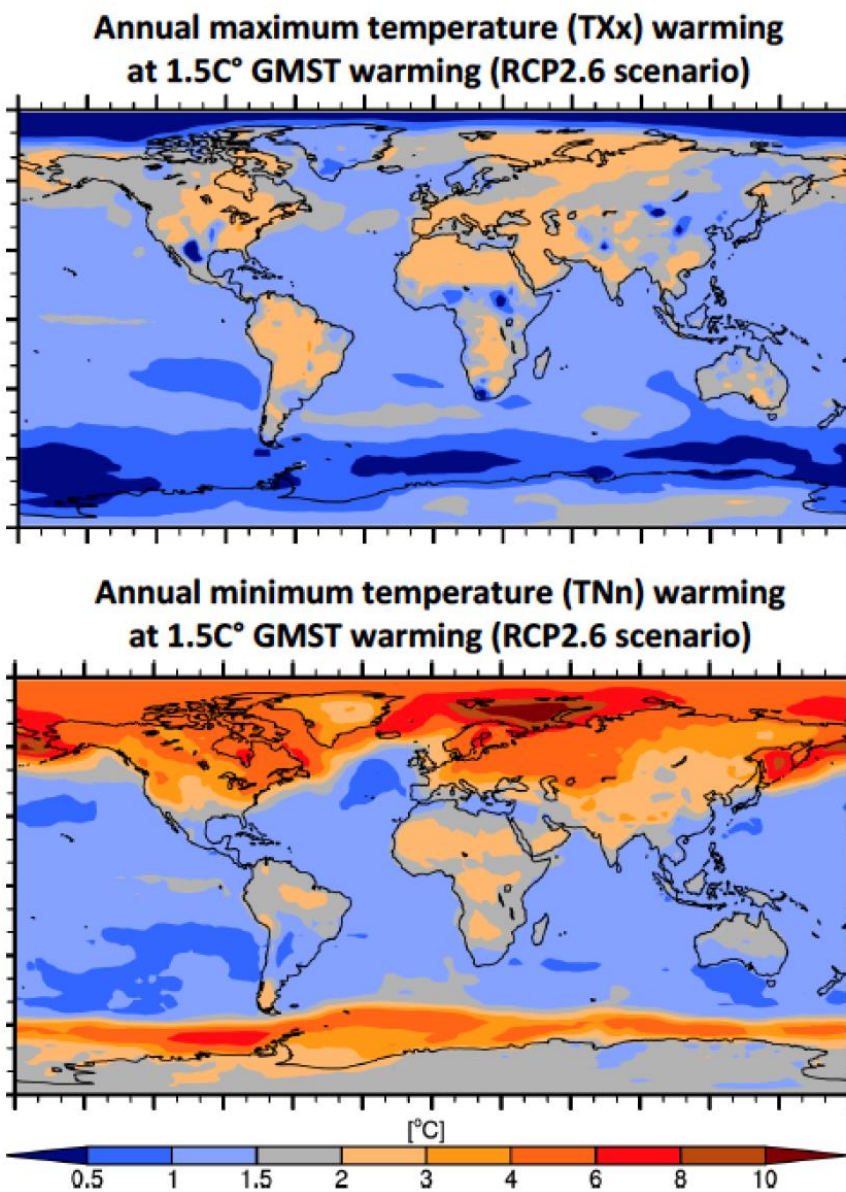 Annual maximum temperature (TXx) warming
at 1.5C° GMST warming (RCP2.6 scenario)
Annual minimum temperature (TNn) warming
at 1.5C° GMST warming (RCP2.6 scenario)
[°C]
0.5 1 1.5 2 3 4 6 8 10